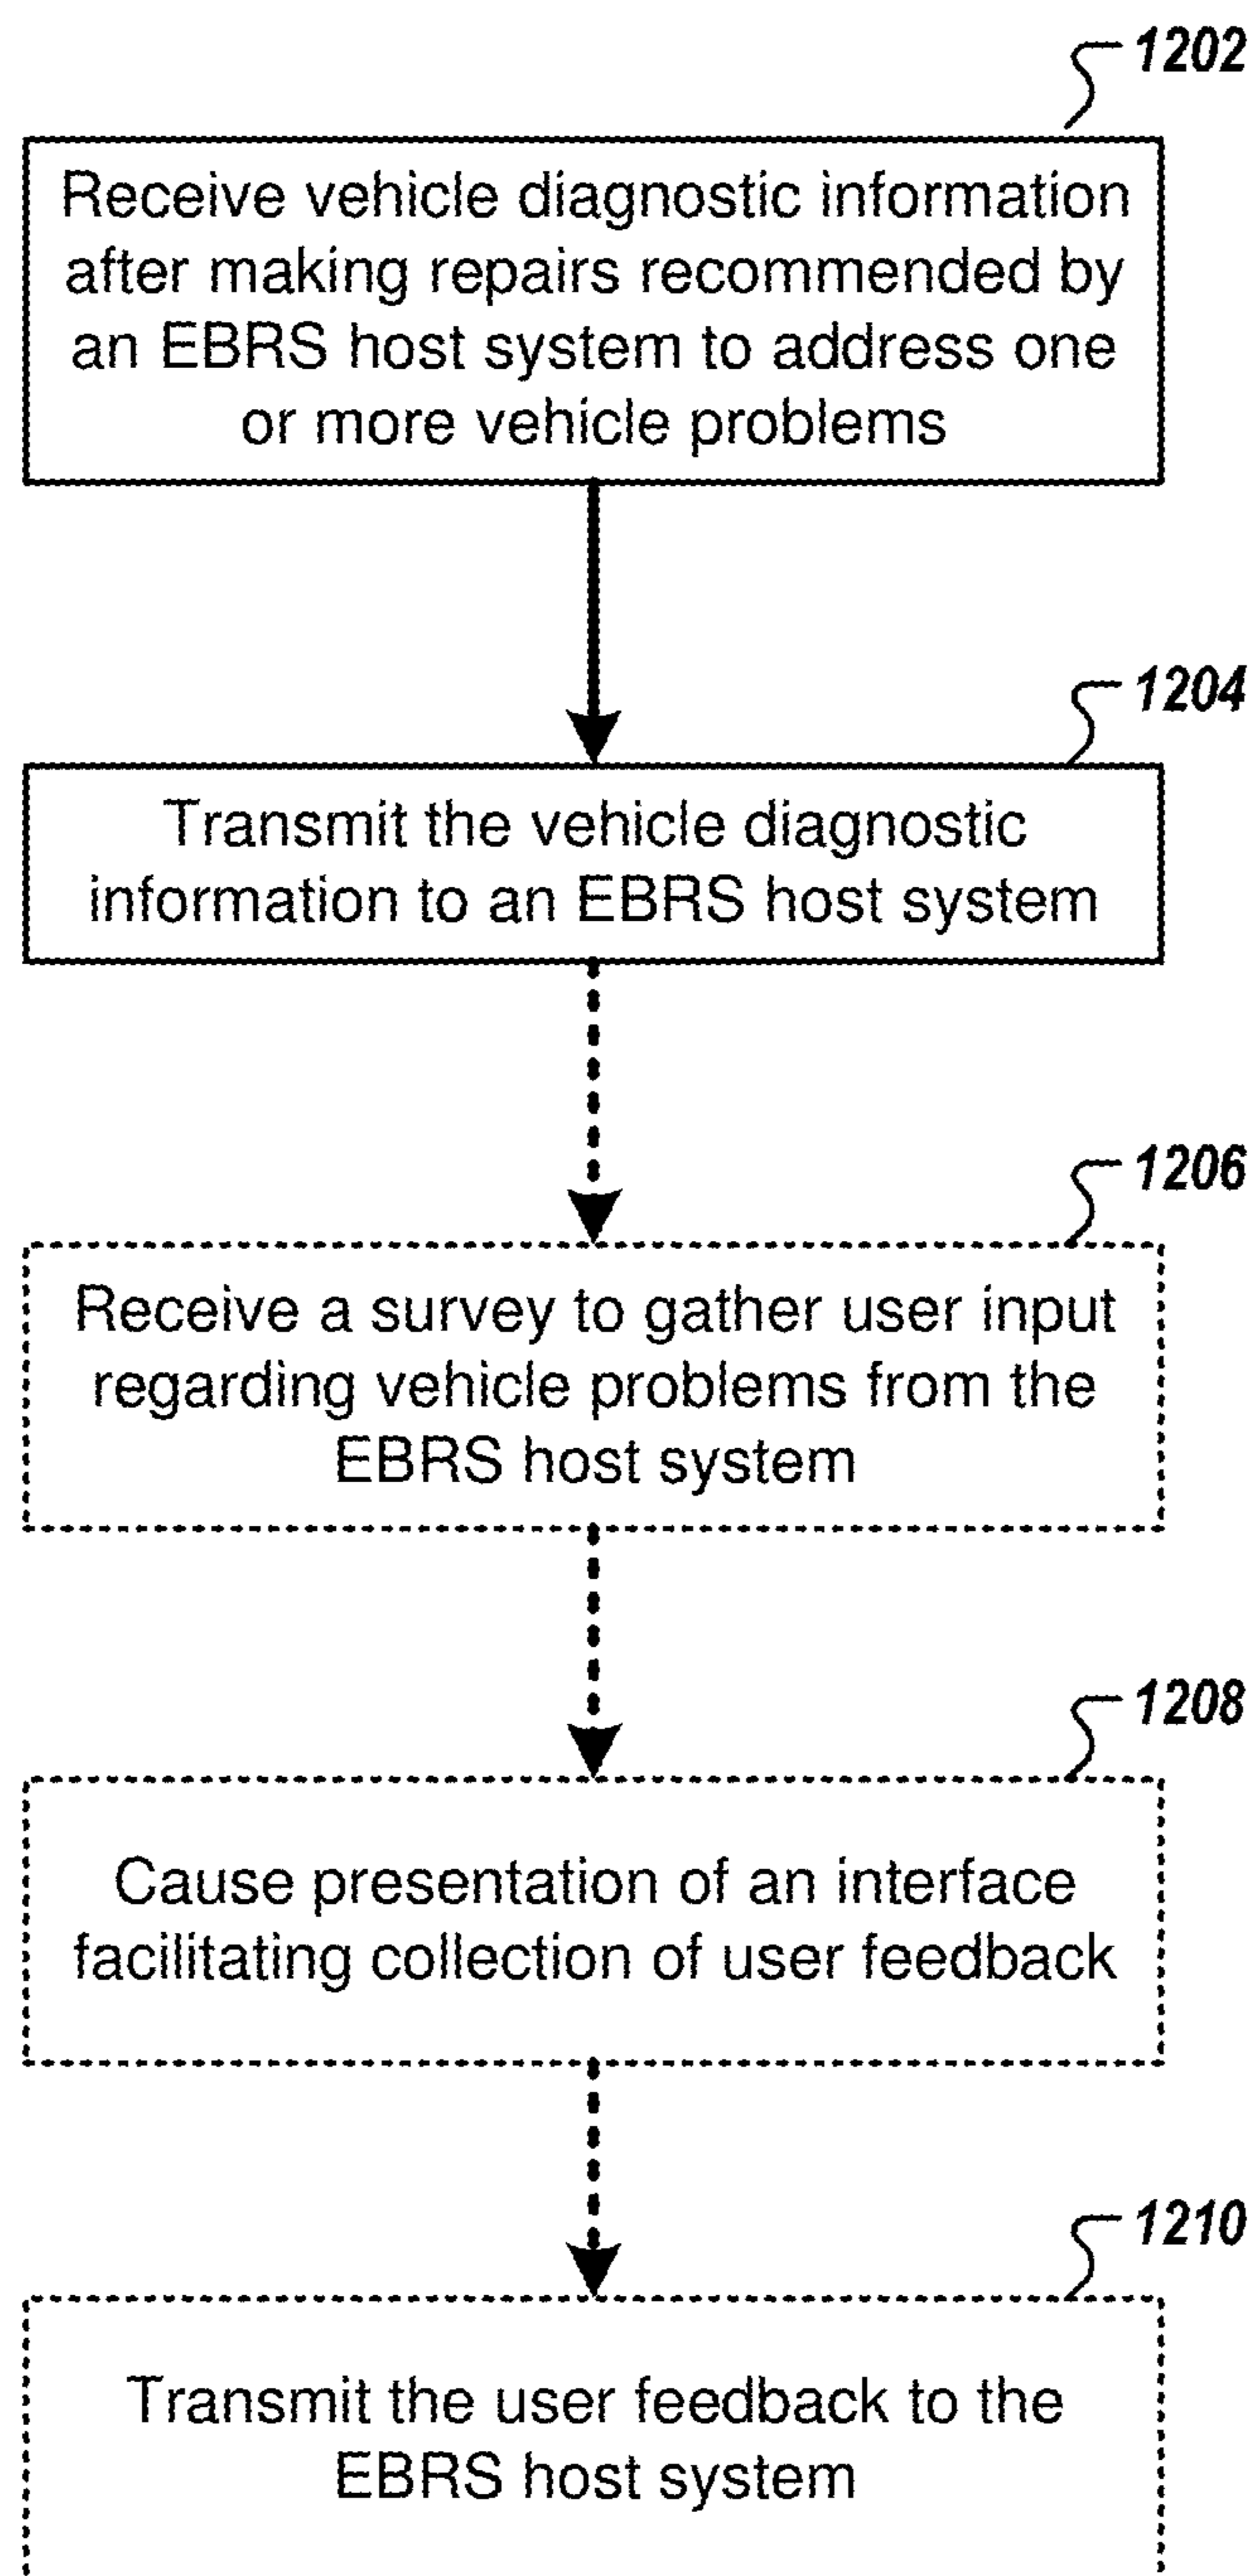 1202
Receive vehicle diagnostic information
after making repairs recommended by
an EBRS host system to address one
or more vehicle problems
1204
Transmit the vehicle diagnostic
information to an EBRS host system
1206
Receive a survey to gather user input
regarding vehicle problems from the
EBRS host system
1208
Cause presentation of an interface
facilitating collection of user feedback
1210
Transmit the user feedback to the
EBRS host system